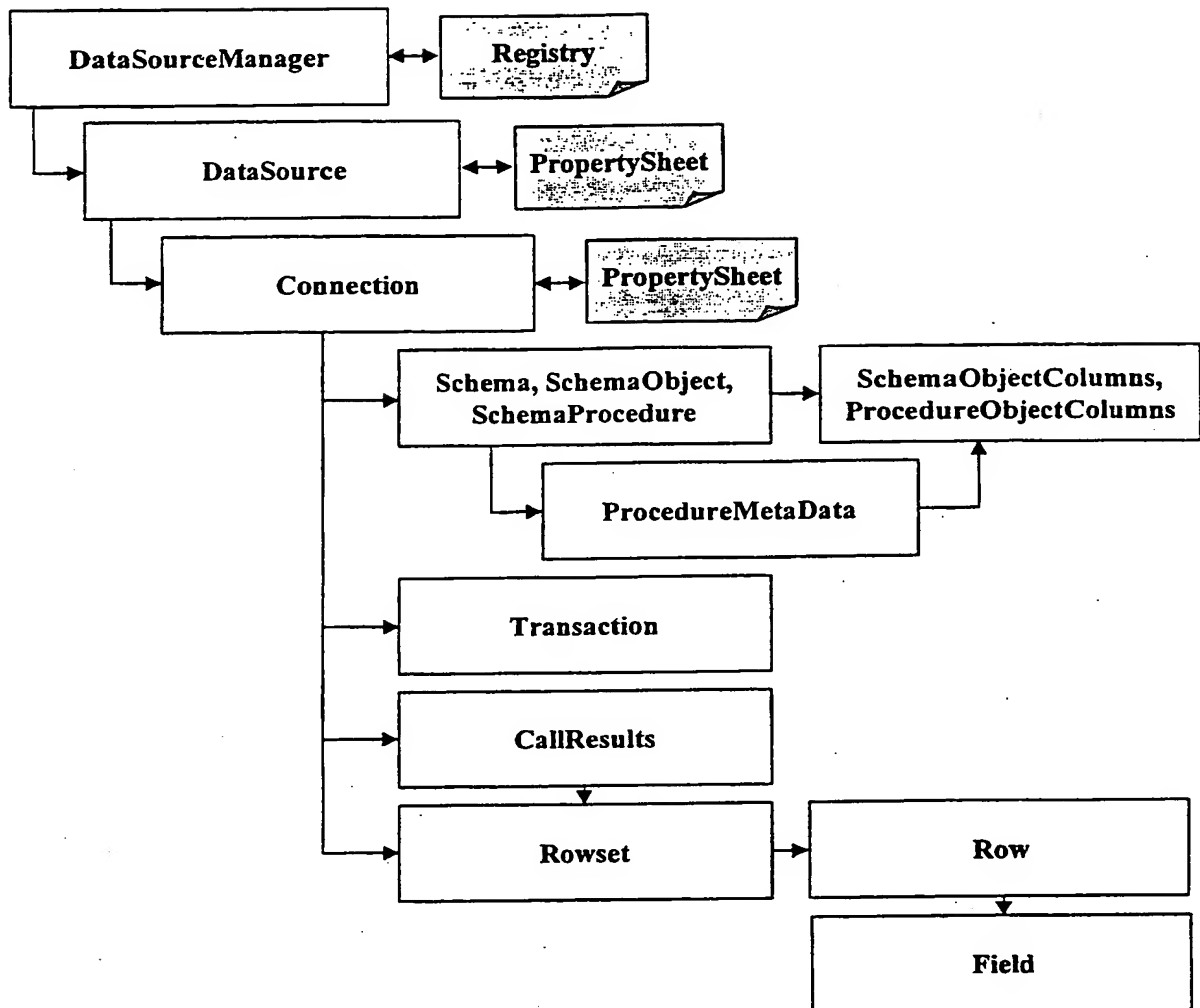 DataSourceManager
Registry
DataSource
PropertySheet
Connection
PropertySheet
Schema, SchemaObject,
SchemaProcedure
SchemaObjectColumns,
ProcedureObjectColumns
ProcedureMetaData
Transaction
CallResults
Rowset
Row
Field